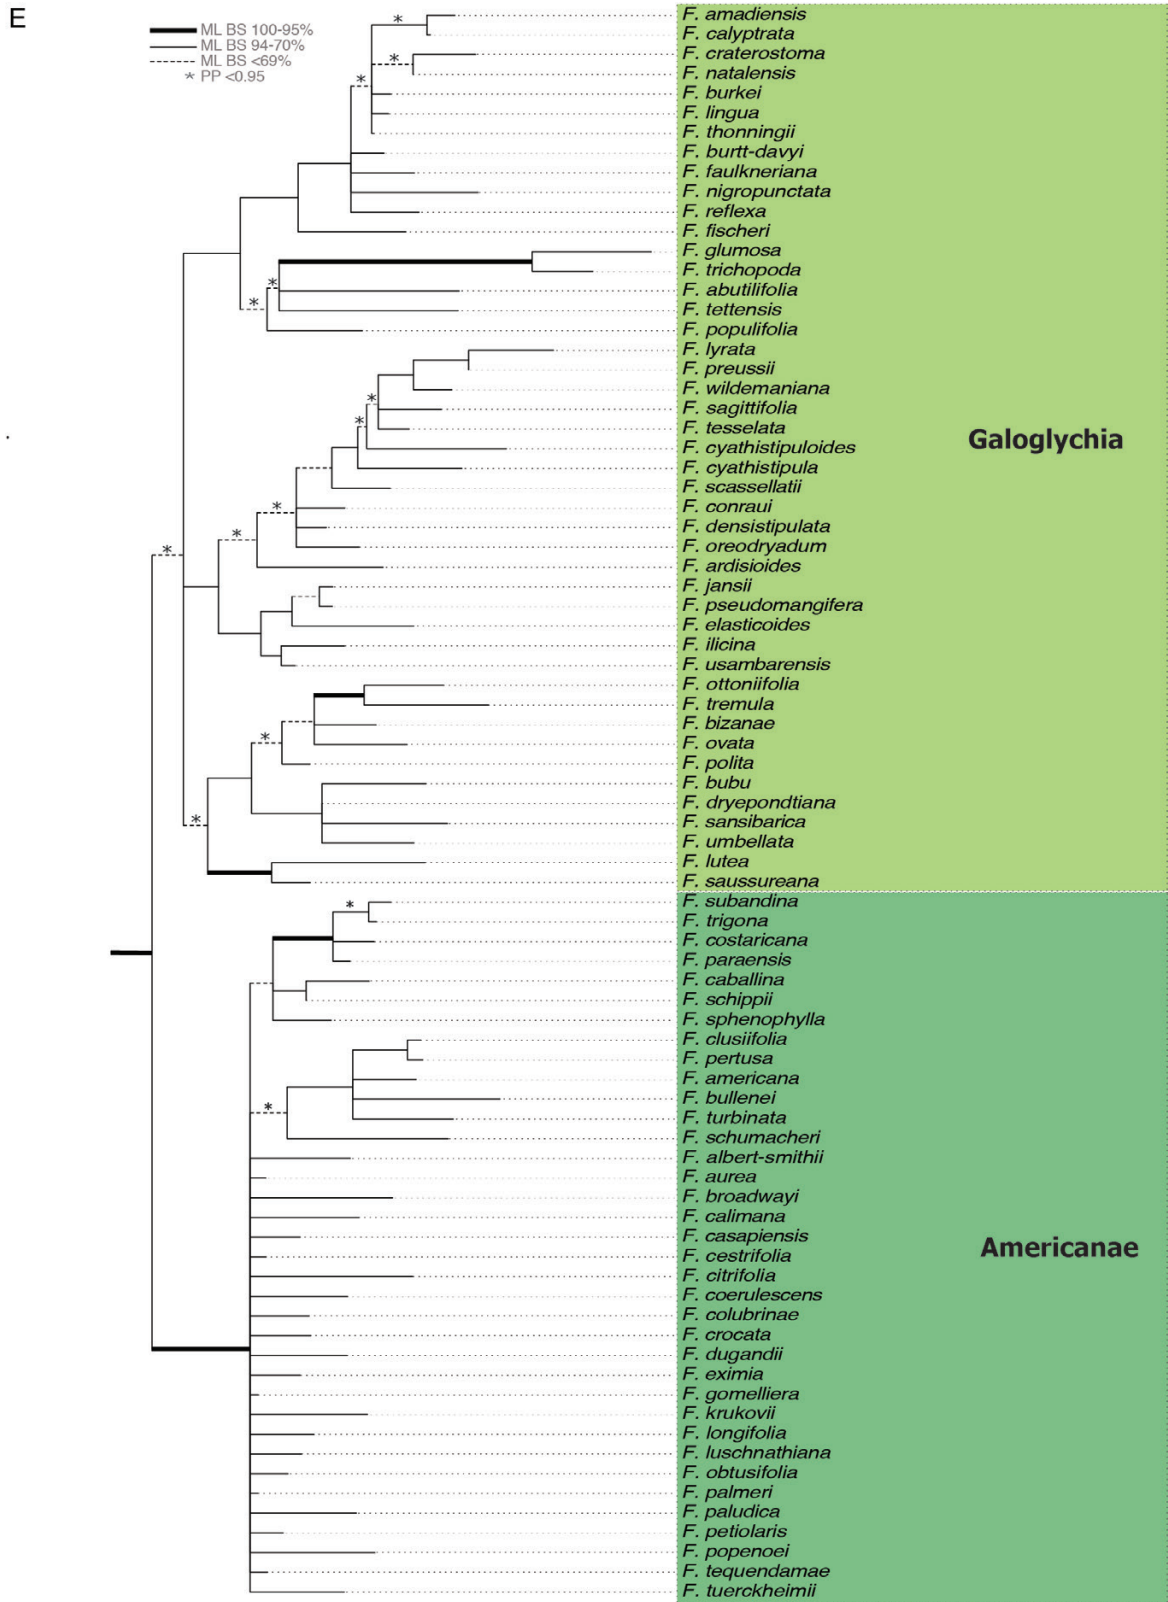 E
ML BS 100-95%
ML BS 94-70%
ML BS <69%
* PP <0.95
F. amadiensis
F. calyptrata
F. craterostoma
F. natalensis
F. burkei
F. lingua
F. thonningii
F. burtt-davyi
F. faulkneriana
F. nigropunctata
F. reflexa
F. fischeri
F. glumosa
F. trichopoda
F. abutilifolia
F. tettensis
F. populifolia
F. lyrata
F. preussii
F. wildemaniana
F. sagittifolia
F. tesselata
F. cyathistipuloides
F. cyathistipula
F. scassellatii
F. conraui
F. densistipulata
F. oreodryadum
F. ardisioides
F. jansii
F. pseudomangifera
F. elasticoides
F. ilicina
F. usambarensis
F. ottoniifolia
F. tremula
F. bizanae
F. ovata
F. polita
F. bubu
F. dryepondtiana
F. sansibarica
F. umbellata
F. lutea
F. saussureana
Galoglychia
F. subandina
F. trigona
F. costaricana
F. paraensis
F. caballina
F. schippii
F. sphenophylla
F. clusiifolia
F. pertusa
F. americana
F. bullenei
F. turbinata
F. schumacheri
F. albert-smithii
F. aurea
F. broadwayi
F. calimana
F. casapiensis
F. cestrifolia
F. citrifolia
F. coerulescens
F. colubrinae
F. crocata
F. dugandii
F. eximia
F. gomelliera
F. krukovii
F. longifolia
F. luschnathiana
F. obtusifolia
F. palmeri
F. paludica
F. petiolaris
F. popenoei
F. tequendamae
F. tuerckheimii
Americanae